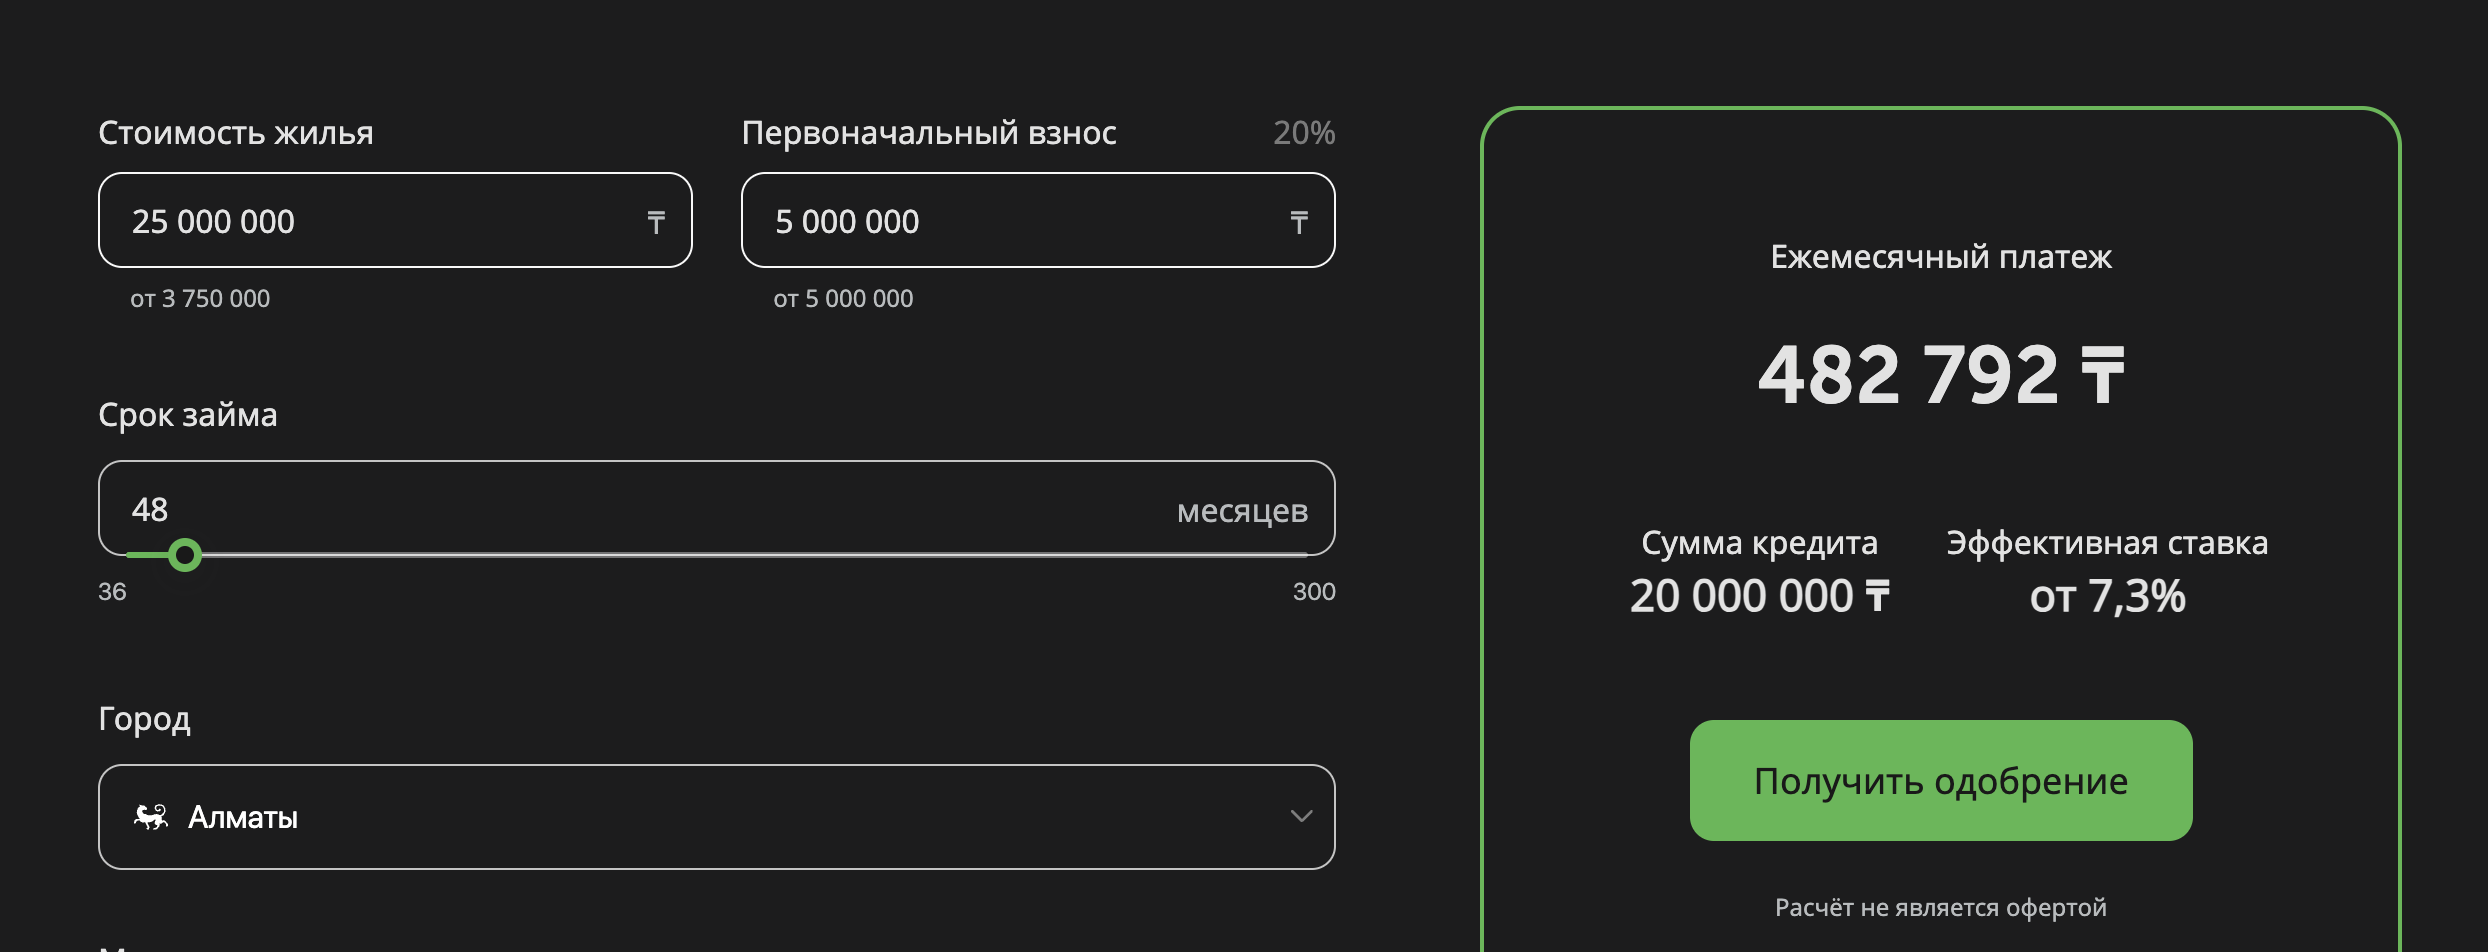 Стоимость жилья
25 000 000 ₸
от 3 750 000
Первоначальный взнос 20%
5 000 000 ₸
от 5 000 000
Срок займа
48 месяцев
36 300
Город
Алматы
Ежемесячный платеж
482 792 ₸
Сумма кредита
20 000 000 ₸
Эффективная ставка
от 7,3%
Получить одобрение
Расчёт не является офертой